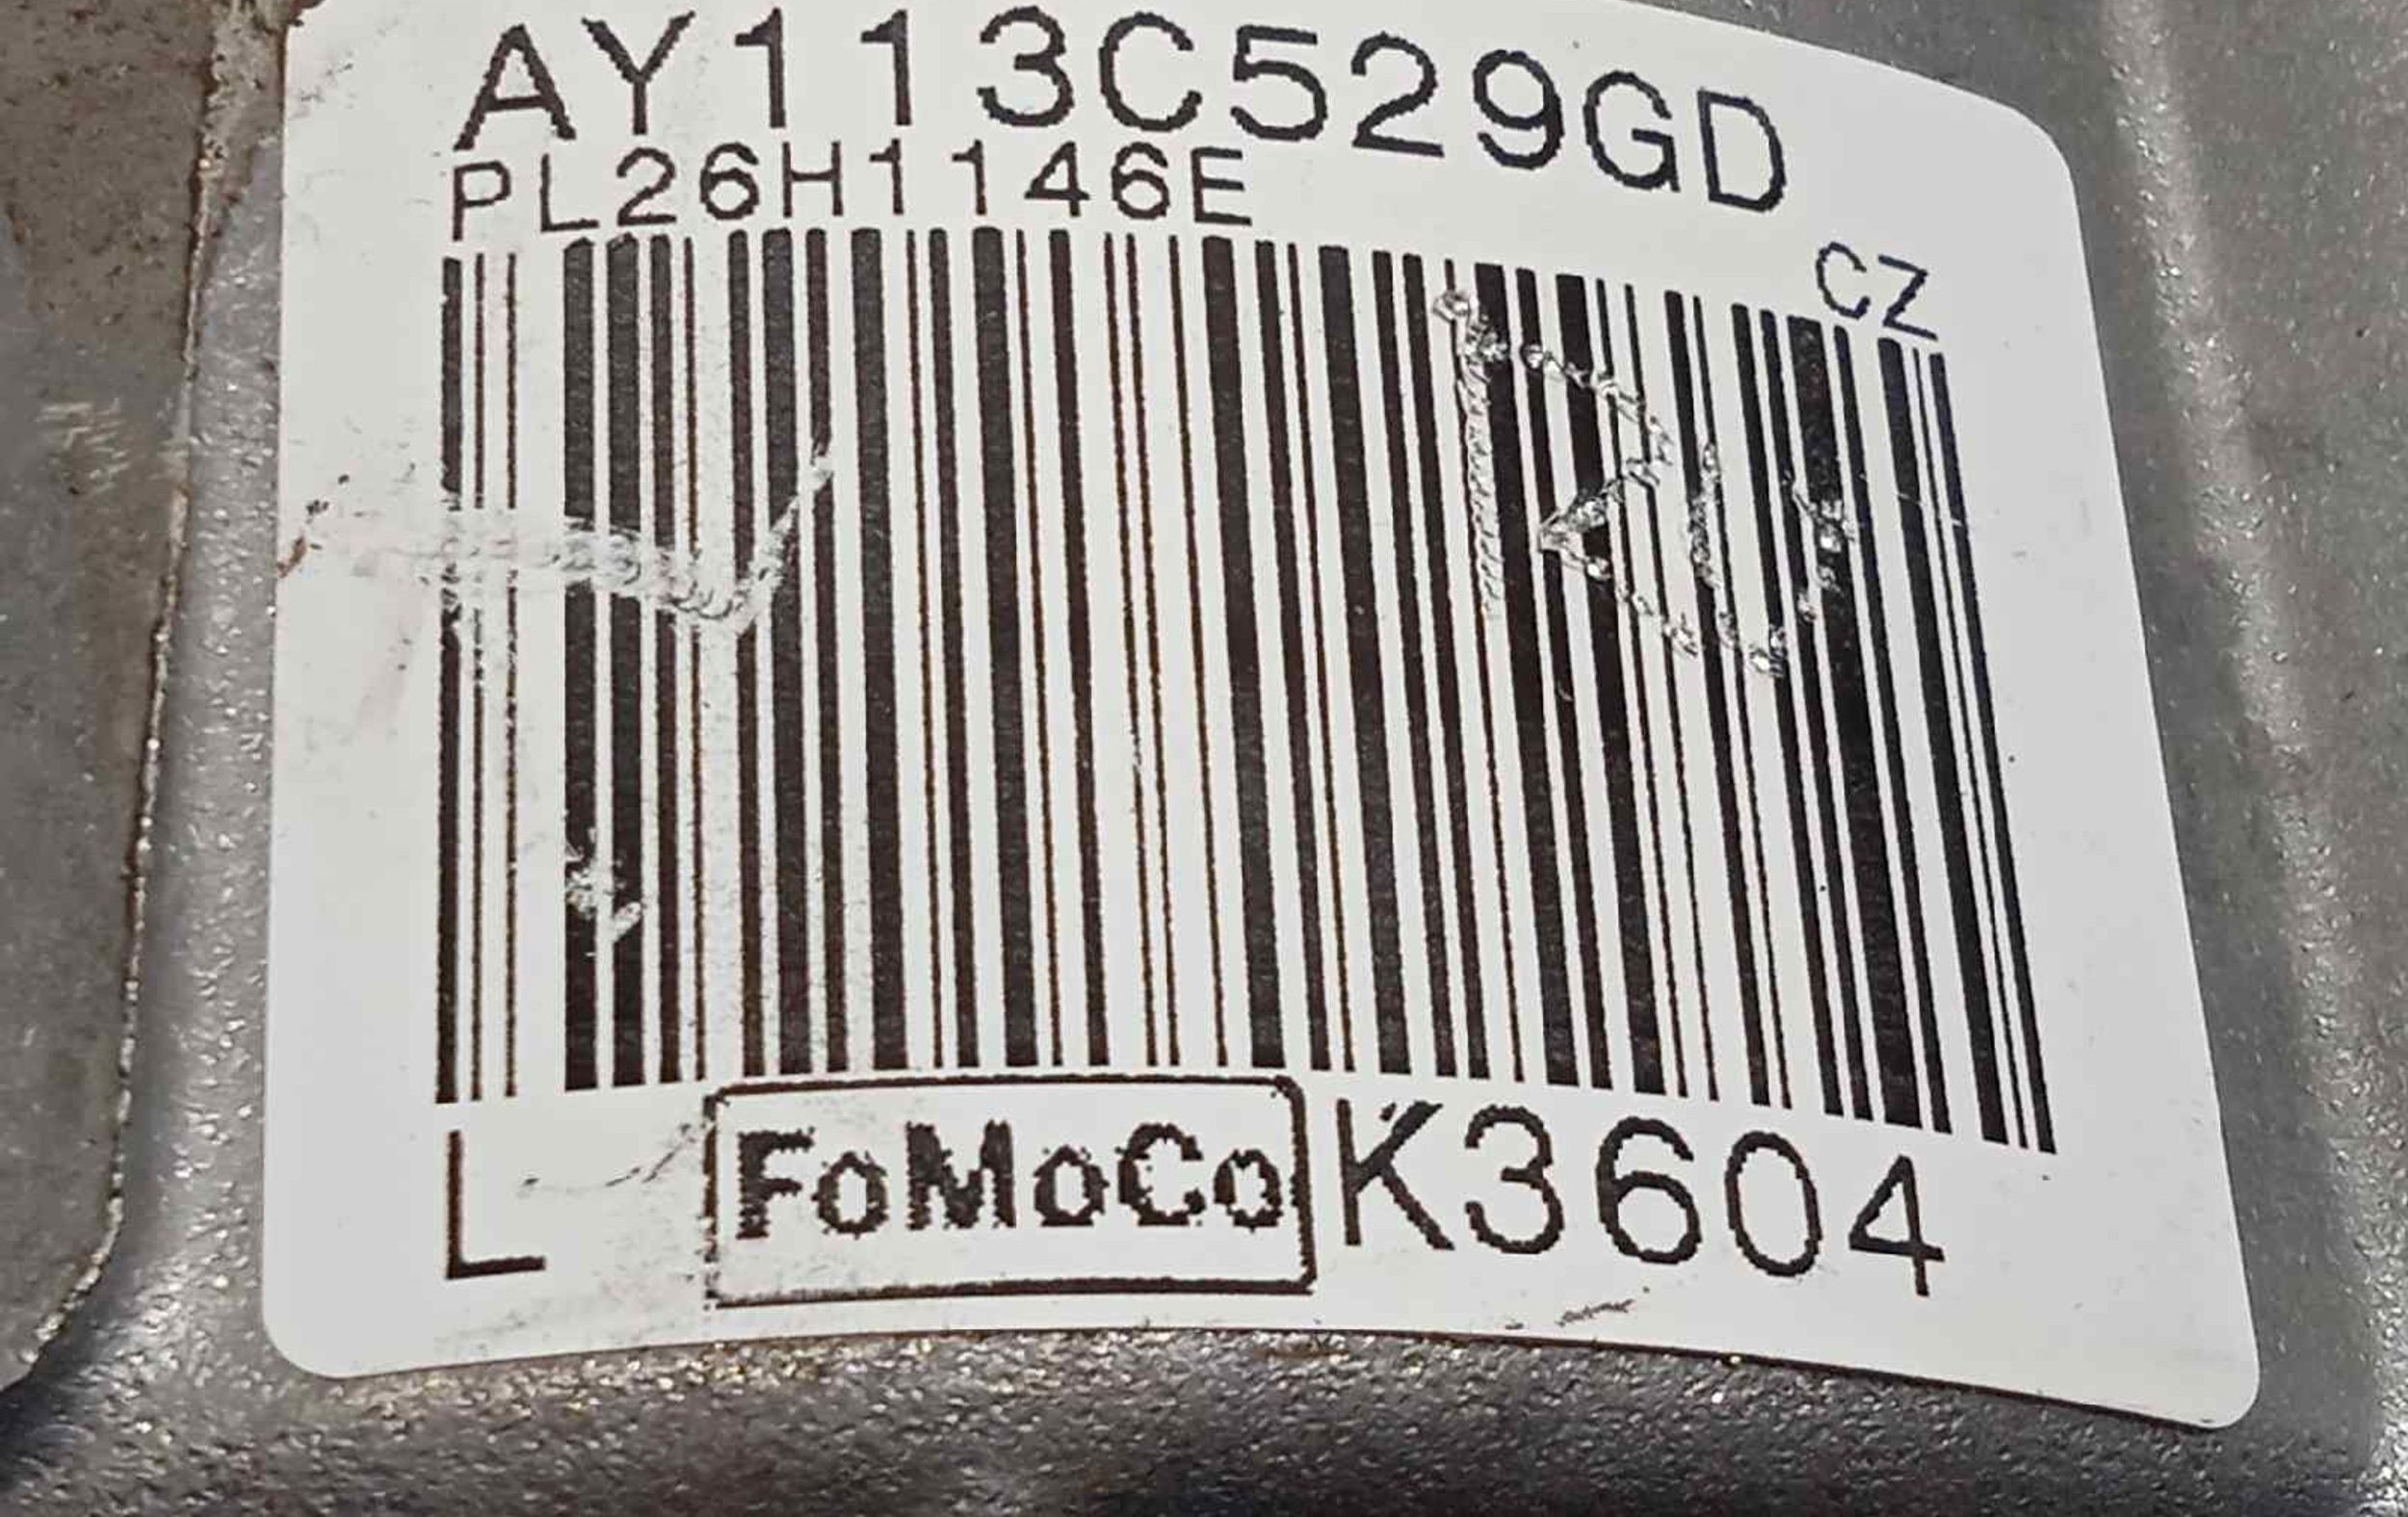 AY113C529GD
PL26H1146E
CZ
L FoMoCo K3604